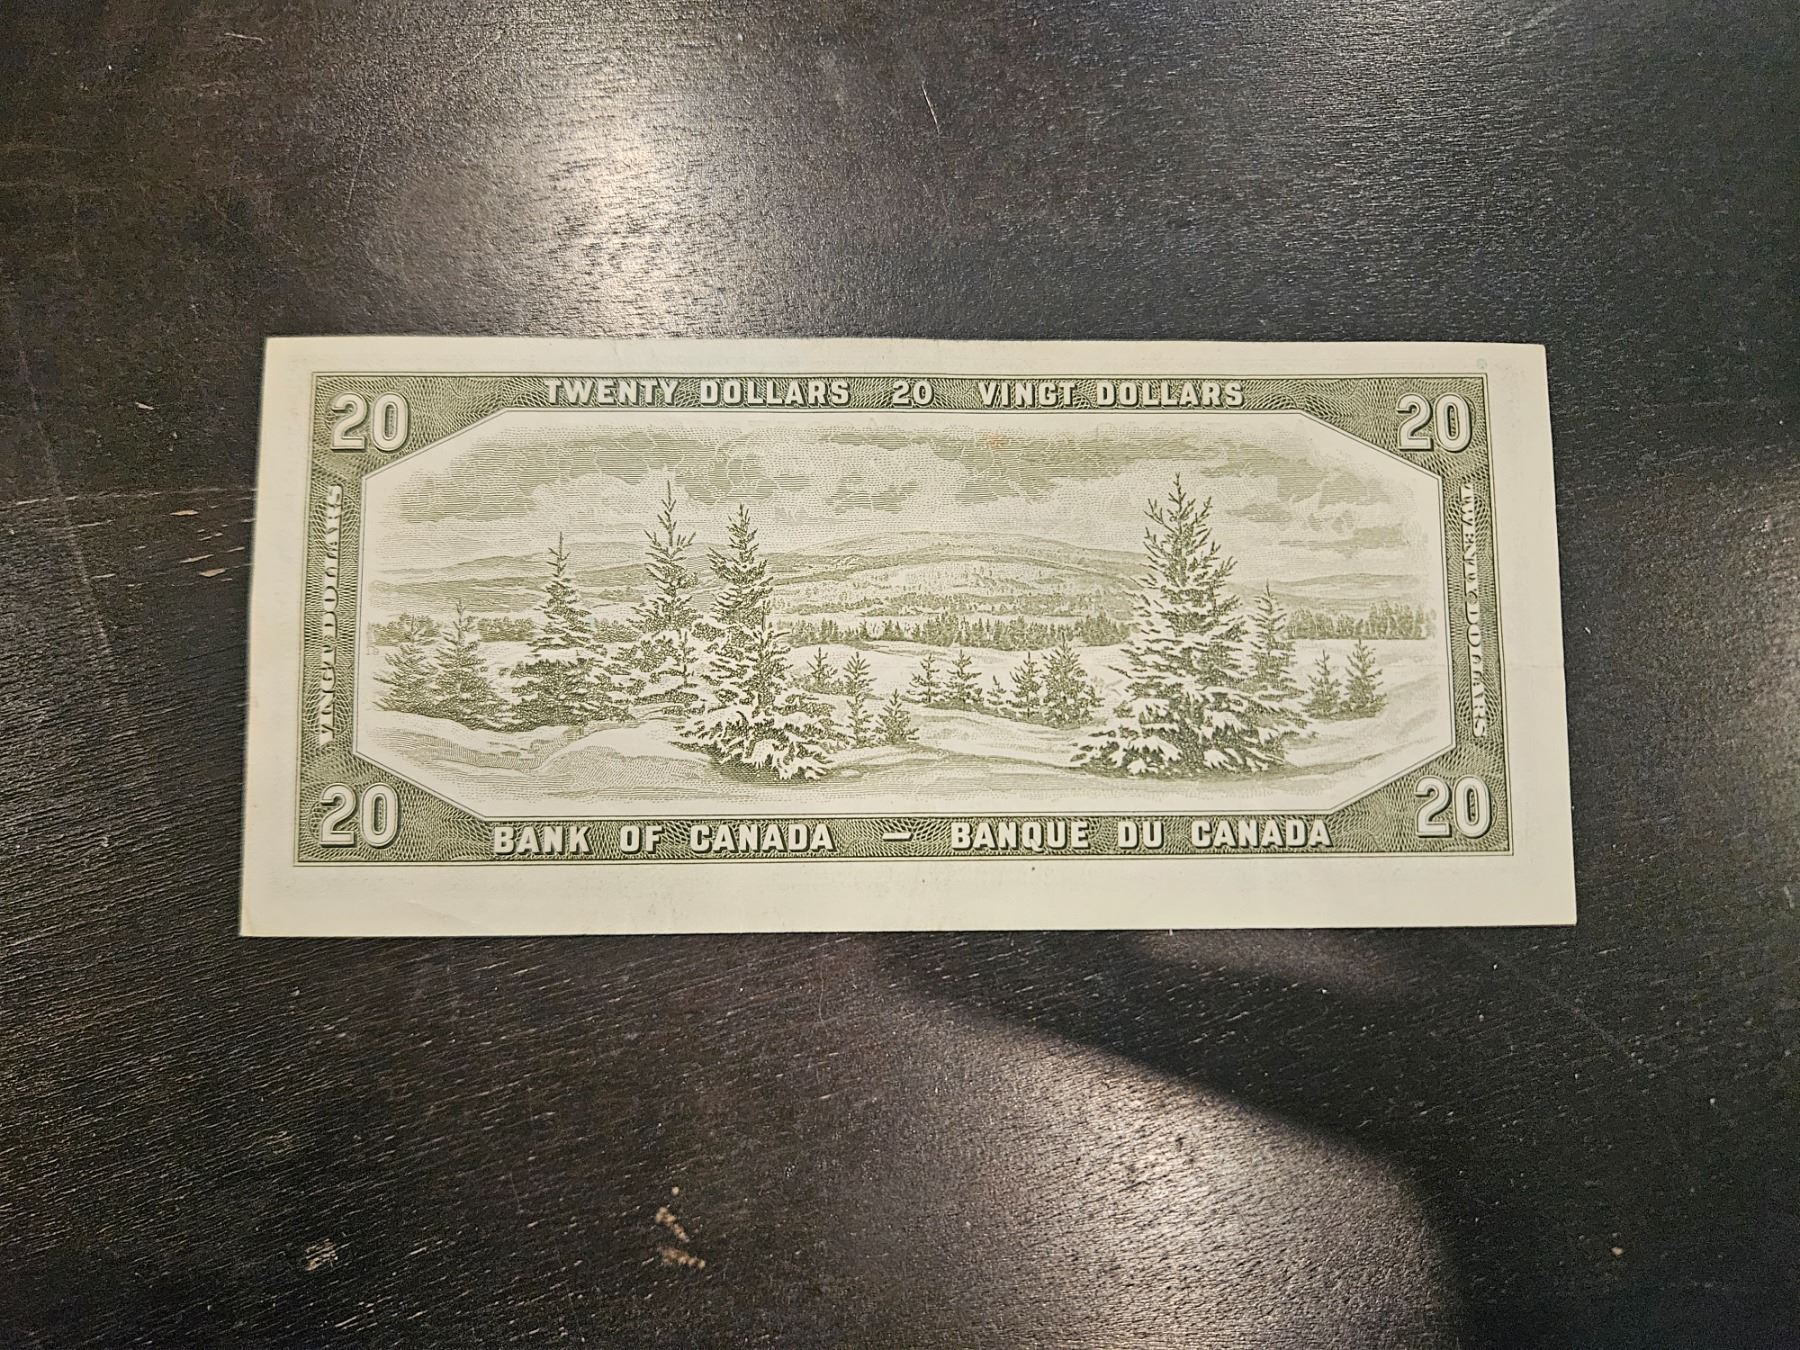 TWENTY DOLLARS 20 VINGT DOLLARS
20
20
VINGT DOLLARS
TWENTY DOLLARS
20
20
BANK OF CANADA — BANQUE DU CANADA